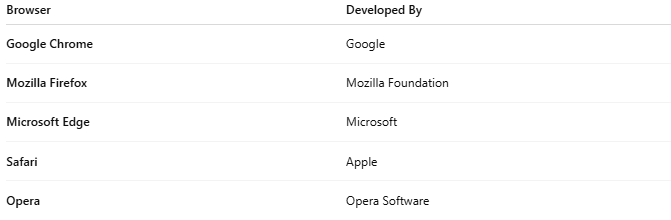 Browser Developed By
Google Chrome Google
Mozilla Firefox Mozilla Foundation
Microsoft Edge Microsoft
Safari Apple
Opera Opera Software